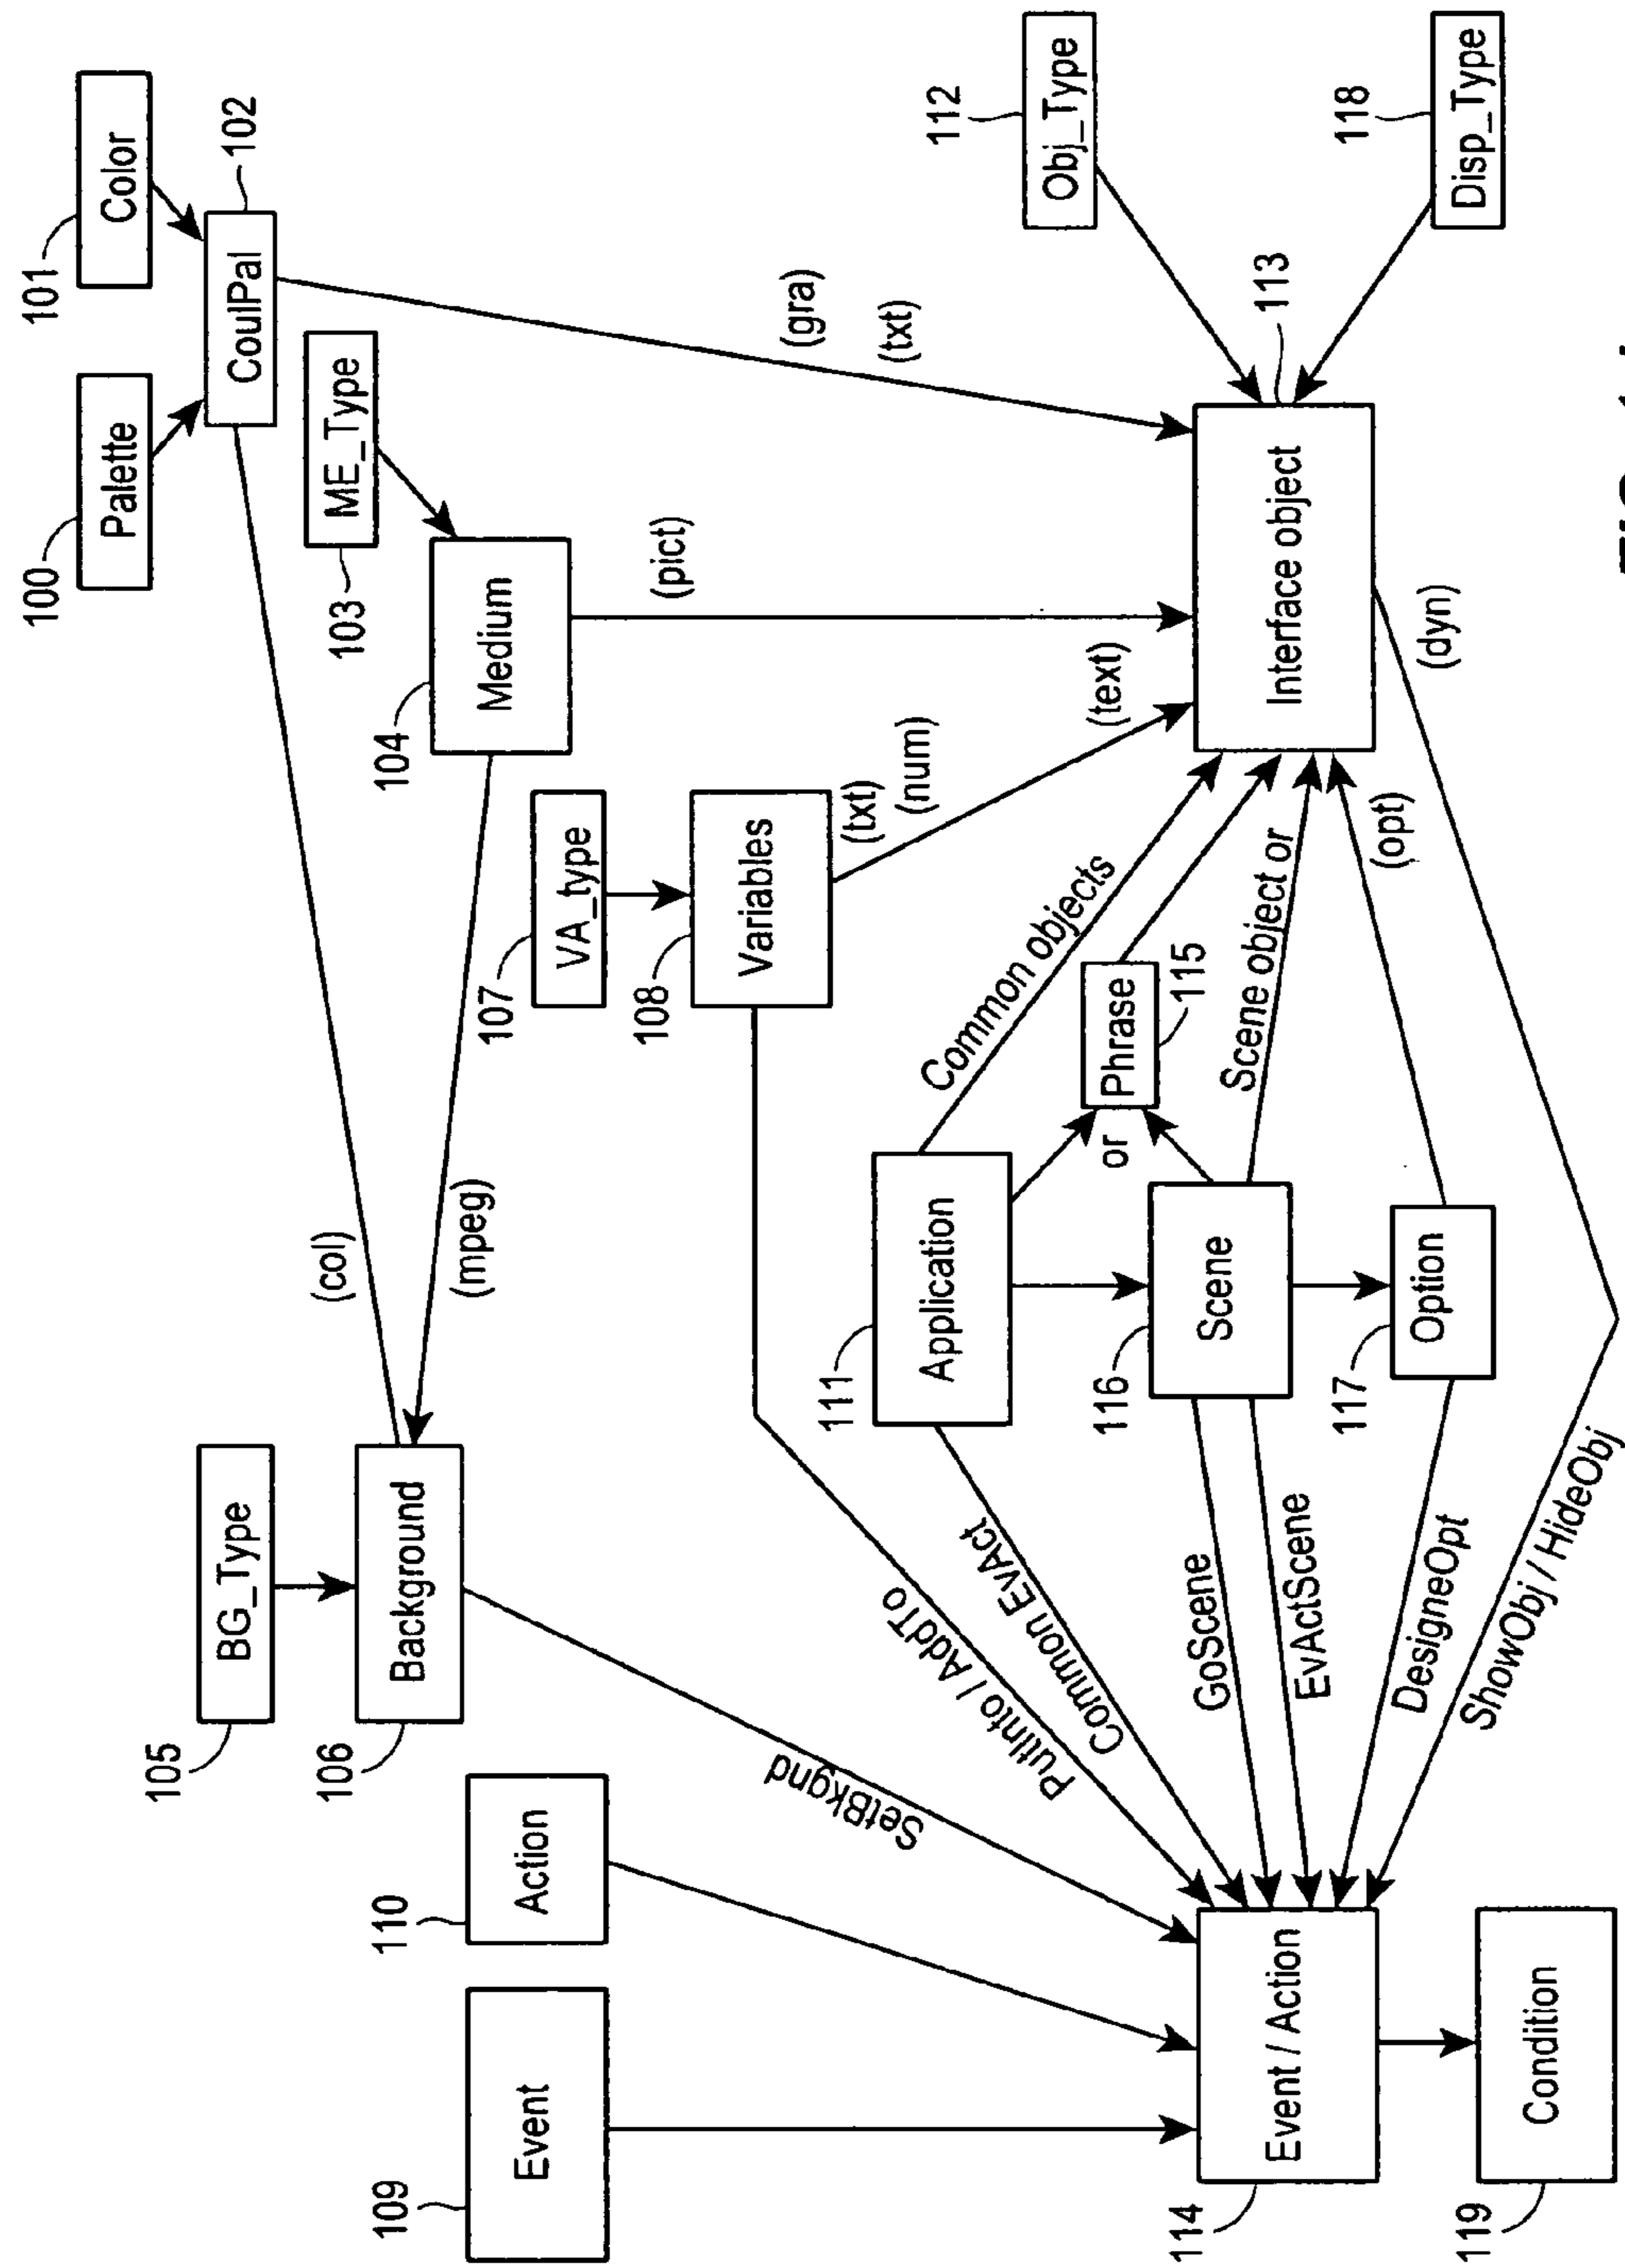 100
101
Palette
Color
105
BG_Type
CoulPal
102
103
ME_Type
(col)
109
110
106
Background
104
(mpeg)
Medium
Event
Action
107
VA_type
(pict)
108
Variables
SetBkgnd
(gra)
(txt)
111
Application
PutInto / AddTo
Common EvAct
(txt)
(num)
Common objects
112
Obj_Type
or
Phrase
115
(text)
116
Scene
GoScene
EvActScene
Scene object or
114
Event / Action
Interface object
113
118
Disp_Type
117
Option
DesigneOpt
(opt)
(dyn)
119
Condition
ShowObj / HideObj